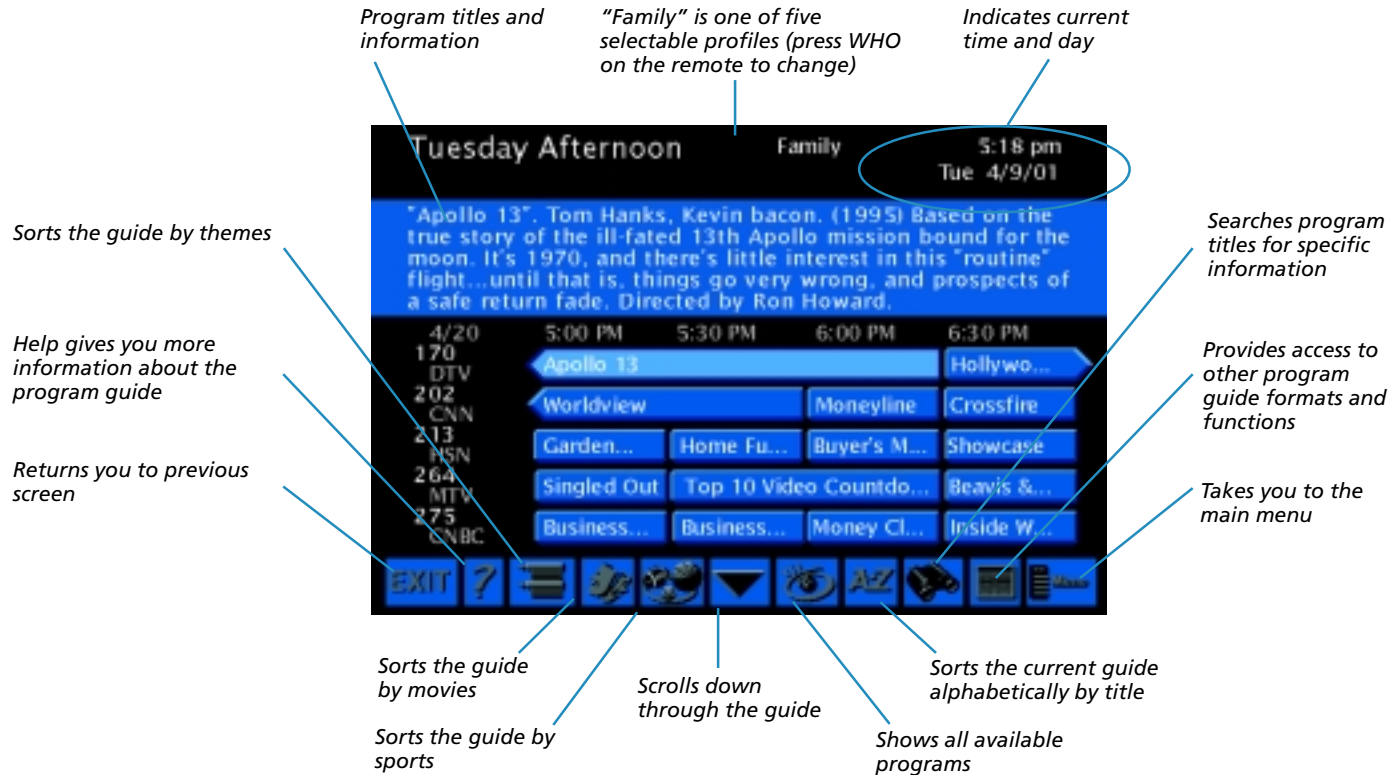 Program titles and
information
“Family” is one of five
selectable profiles (press WHO
on the remote to change)
Indicates current
time and day
Tuesday Afternoon
Family
5:18 pm
Tue 4/9/01
"Apollo 13". Tom Hanks, Kevin bacon. (1995) Based on the
true story of the ill-fated 13th Apollo mission bound for the
moon. It's 1970, and there's little interest in this "routine"
flight...until that is, things go very wrong, and prospects of
a safe return fade. Directed by Ron Howard.
Sorts the guide by themes
Help gives you more
information about the
program guide
Returns you to previous
screen
Searches program
titles for specific
information
Provides access to
other program
guide formats and
functions
Takes you to the
main menu
4/20 5:00 PM 5:30 PM 6:00 PM 6:30 PM
170 DTV Apollo 13 Hollywo...
202 CNN Worldview Moneyline Crossfire
213 HSN Garden... Home Fu... Buyer's M... Showcase
264 MTV Singled Out Top 10 Video Countdo... Beavis &...
275 CNBC Business... Business... Money Cl... Inside W...
EXIT ? A-Z Menu
Sorts the guide
by movies
Sorts the guide by
sports
Scrolls down
through the guide
Shows all available
programs
Sorts the current guide
alphabetically by title